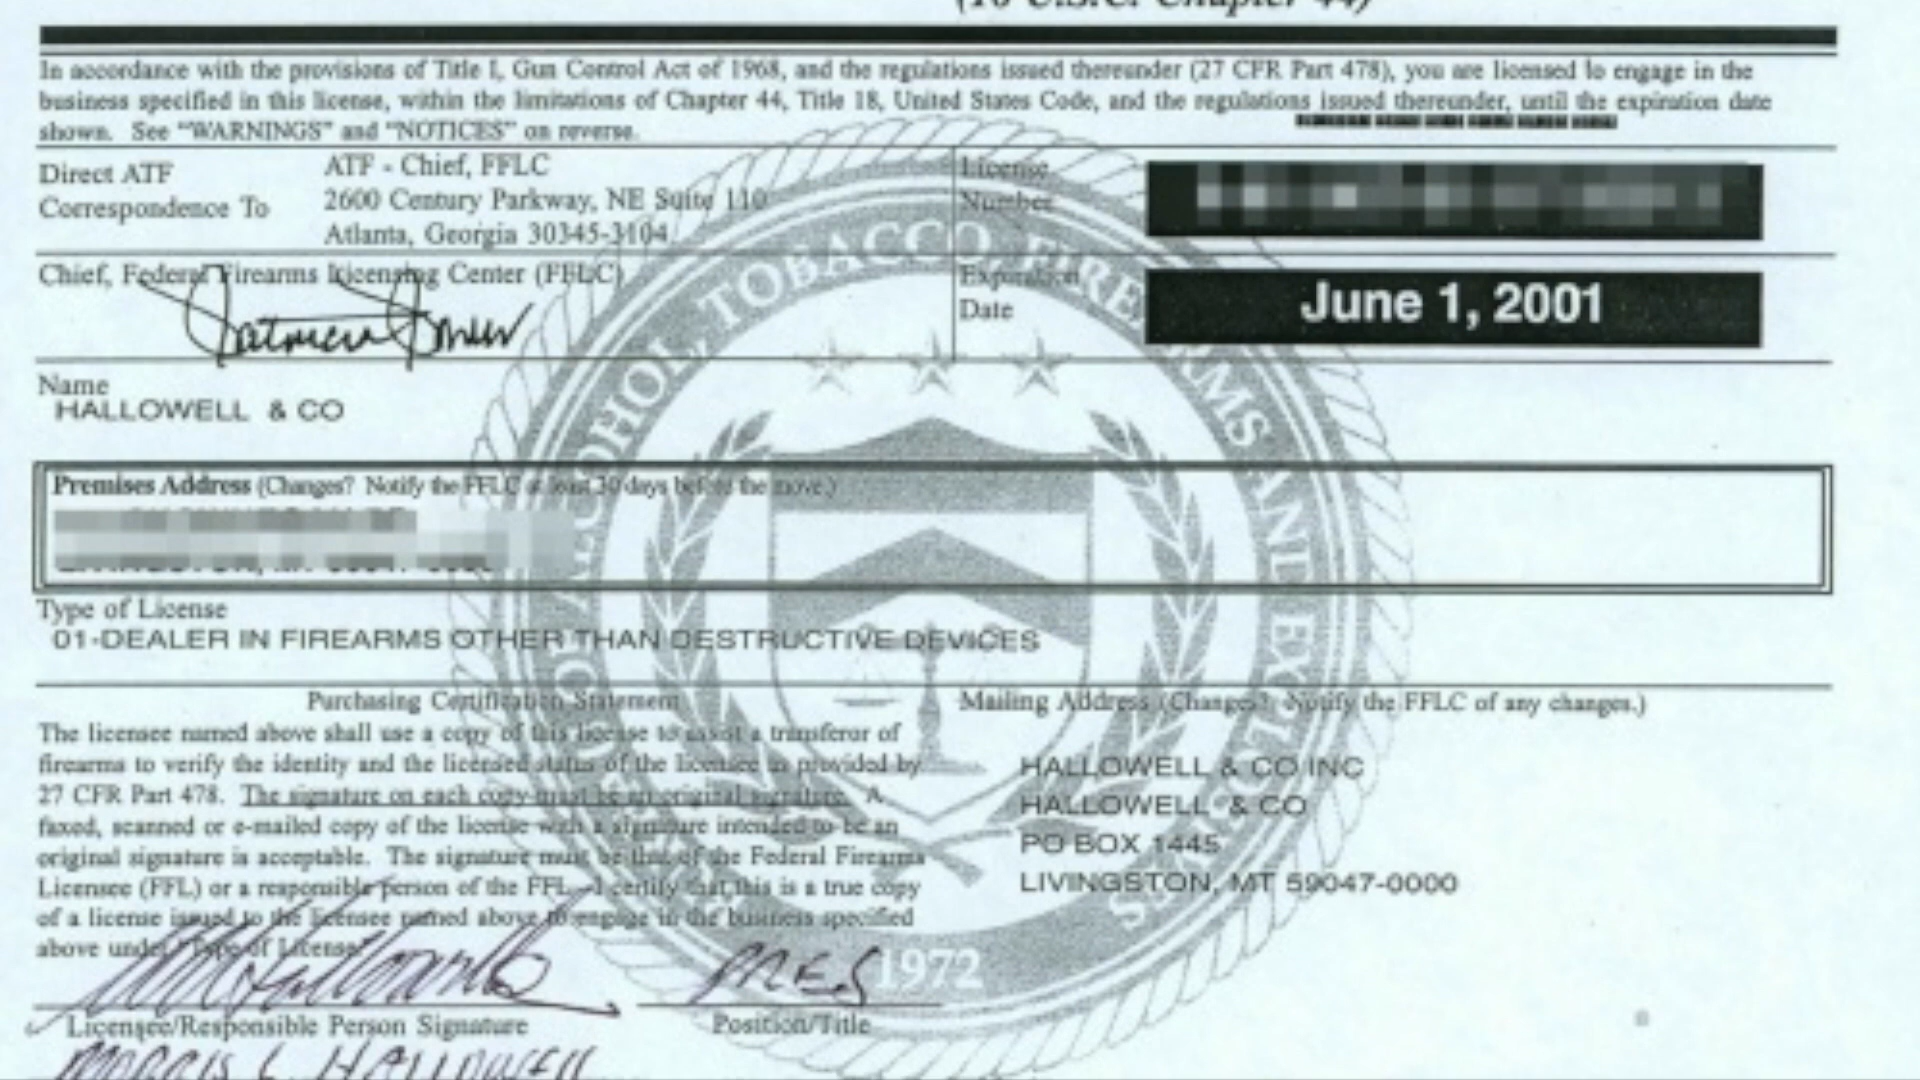 (18 U.S.C. Chapter 44)
In accordance with the provisions of Title I, Gun Control Act of 1968, and the regulations issued thereunder (27 CFR Part 478), you are licensed to engage in the
business specified in this license, within the limitations of Chapter 44, Title 18, United States Code, and the regulations issued thereunder, until the expiration date
shown. See “WARNINGS” and “NOTICES” on reverse.
Direct ATF
Correspondence To
ATF - Chief, FFLC
2600 Century Parkway, NE Suite 110
Atlanta, Georgia 30345-3104
License
Number
Chief, Federal Firearms Licensing Center (FFLC)
Expiration
Date
June 1, 2001
Name
HALLOWELL & CO
Premises Address (Changes? Notify the FFLC at least 30 days before the move.)
Type of License
01-DEALER IN FIREARMS OTHER THAN DESTRUCTIVE DEVICES
Purchasing Certification Statement
The licensee named above shall use a copy of this license to assist a transferor of
firearms to verify the identity and the licensed status of the licensee as provided by
27 CFR Part 478. The signature on each copy must be an original signature. A
faxed, scanned or e-mailed copy of the license with a signature intended to be an
original signature is acceptable. The signature must be that of the Federal Firearms
Licensee (FFL) or a responsible person of the FFL. I certify that this is a true copy
of a license issued to the licensee named above to engage in the business specified
above under "Type of License"
Mailing Address (Changes? Notify the FFLC of any changes.)
HALLOWELL & CO INC
HALLOWELL & CO
PO BOX 1445
LIVINGSTON, MT 59047-0000
PRES
Licensee/Responsible Person Signature
Position/Title
MORRIS L HALLOWELL
ALCOHOL, TOBACCO, FIREARMS AND EXPLOSIVES
1972